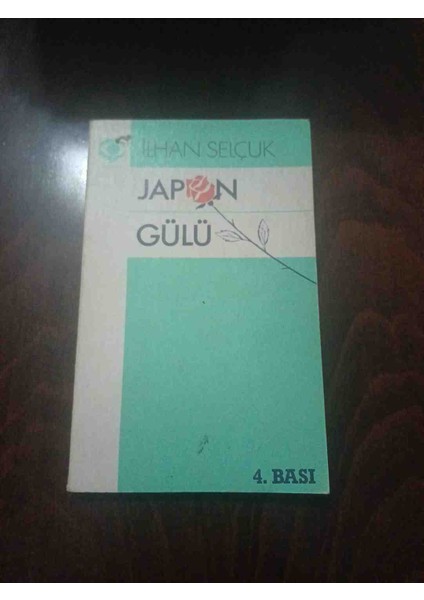 İLHAN SELÇUK
JAPON
GÜLÜ
4. BASI